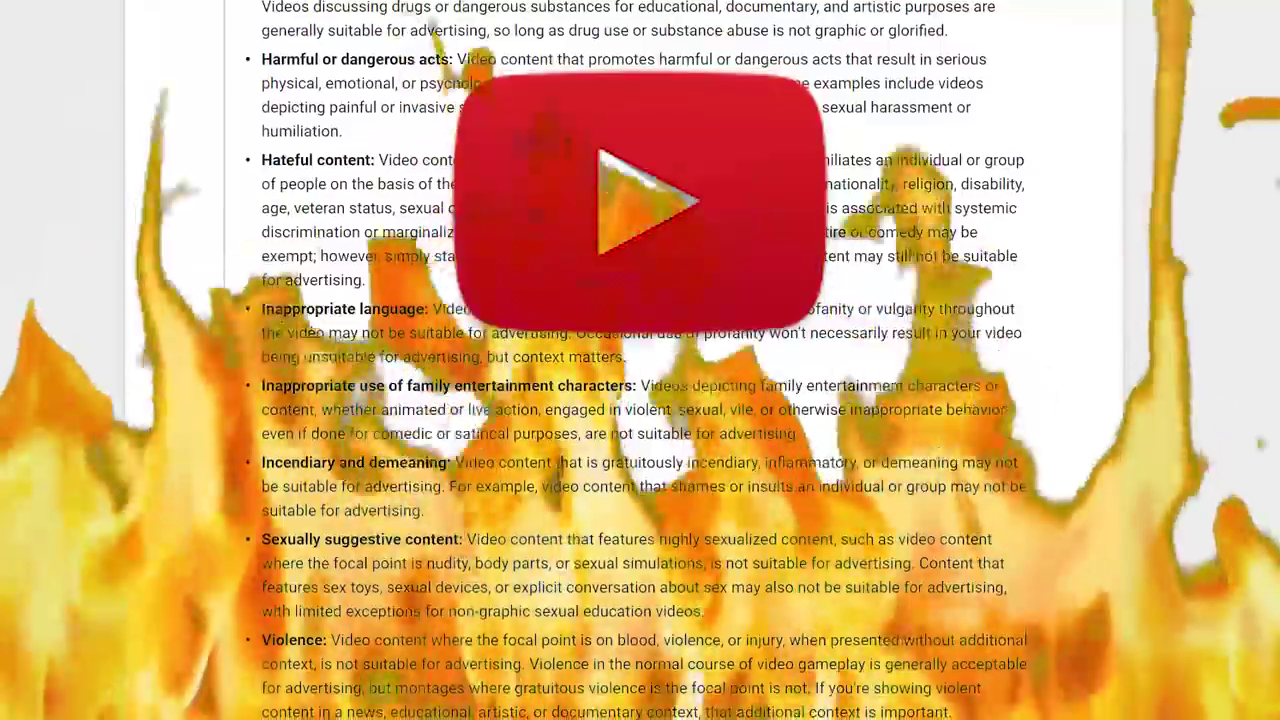 Videos discussing drugs or dangerous substances for educational, documentary, and artistic purposes are
generally suitable for advertising, so long as drug use or substance abuse is not graphic or glorified.
• Harmful or dangerous acts: Video content that promotes harmful or dangerous acts that result in serious
physical, emotional, or examples include videos
depicting painful or invasive sexual harassment or
humiliation.
• Hateful content: Video an individual or group
of people on the basis of religion, disability,
age, veteran status, sexual is associated with systemic
discrimination or or comedy may be
exempt; however, simply may still not be suitable
for advertising.
• Inappropriate language: or vulgarity throughout
the video may not be suitable for advertising. Occasional use of profanity won't necessarily result in your video
being unsuitable for advertising, but context matters.
• Inappropriate use of family entertainment characters: Videos depicting family entertainment characters or
content, whether animated or live action, engaged in violent, sexual, vile, or otherwise inappropriate behavior
even if done for comedic or satirical purposes, are not suitable for advertising.
• Incendiary and demeaning: Video content that is gratuitously incendiary, inflammatory, or demeaning may not
be suitable for advertising. For example, video content that shames or insults an individual or group may not be
suitable for advertising.
• Sexually suggestive content: Video content that features highly sexualized content, such as video content
where the focal point is nudity, body parts, or sexual simulations, is not suitable for advertising. Content that
features sex toys, sexual devices, or explicit conversation about sex may also not be suitable for advertising,
with limited exceptions for non-graphic sexual education videos.
• Violence: Video content where the focal point is on blood, violence, or injury, when presented without additional
context, is not suitable for advertising. Violence in the normal course of video gameplay is generally acceptable
for advertising, but montages where gratuitous violence is the focal point is not. If you're showing violent
content in a news, educational, artistic, or documentary context, that additional context is important.